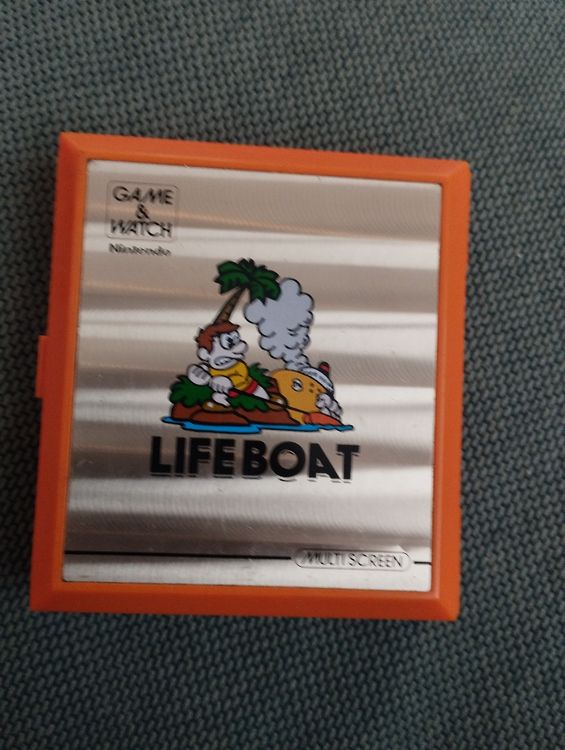 GAME
&
WATCH
Nintendo
LIFEBOAT
MULTI SCREEN